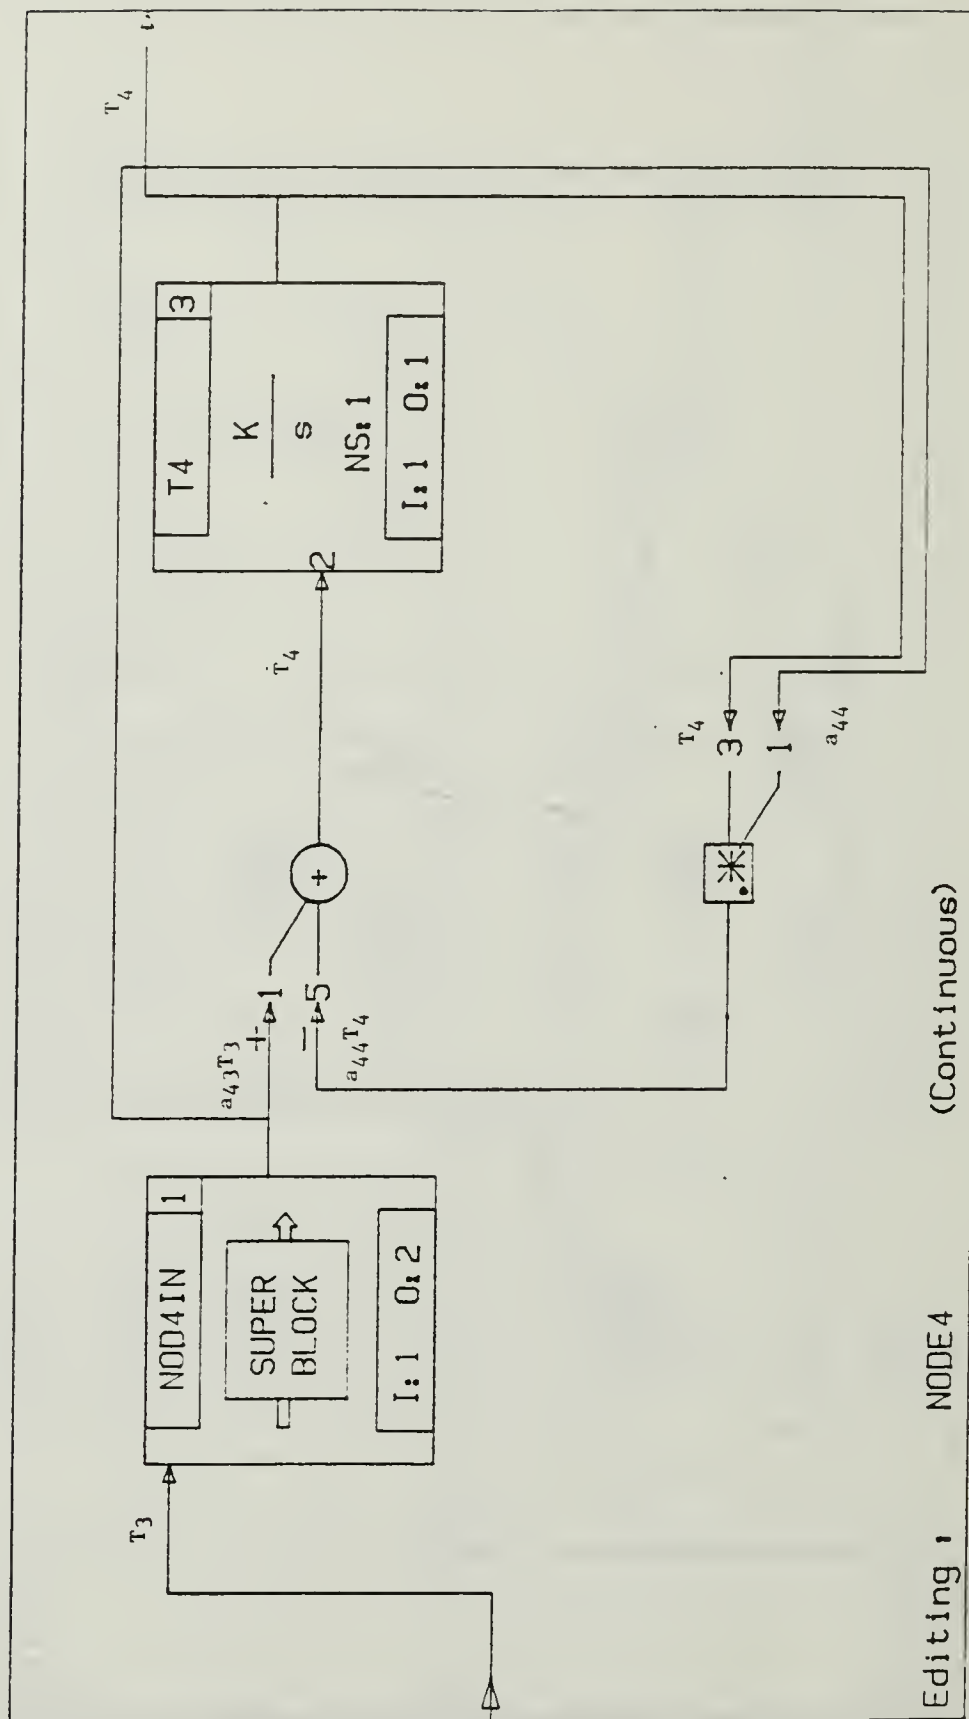 T₃
NOD4IN 1
SUPER
BLOCK
I: 1 O: 2
a₄₃T₃
+
1
−
5
a₄₄T₄
+
Ṫ₄
2
T4 3
K
s
NS: 1
I: 1 O: 1
T₄
T₄
3
1
a₄₄
*
Editing : NODE4 (Continuous)